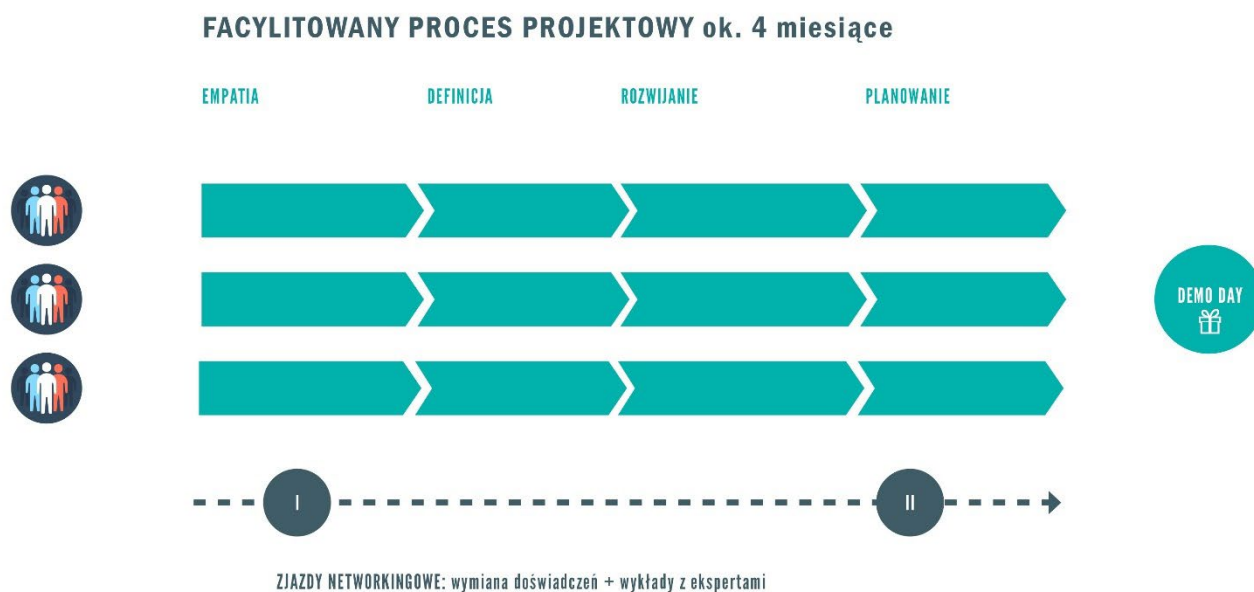 FACYLITOWANY PROCES PROJEKTOWY ok. 4 miesiące
EMPATIA
DEFINICJA
ROZWIJANIE
PLANOWANIE
DEMO DAY
I
II
ZJAZDY NETWORKINGOWE: wymiana doświadczeń + wykłady z ekspertami